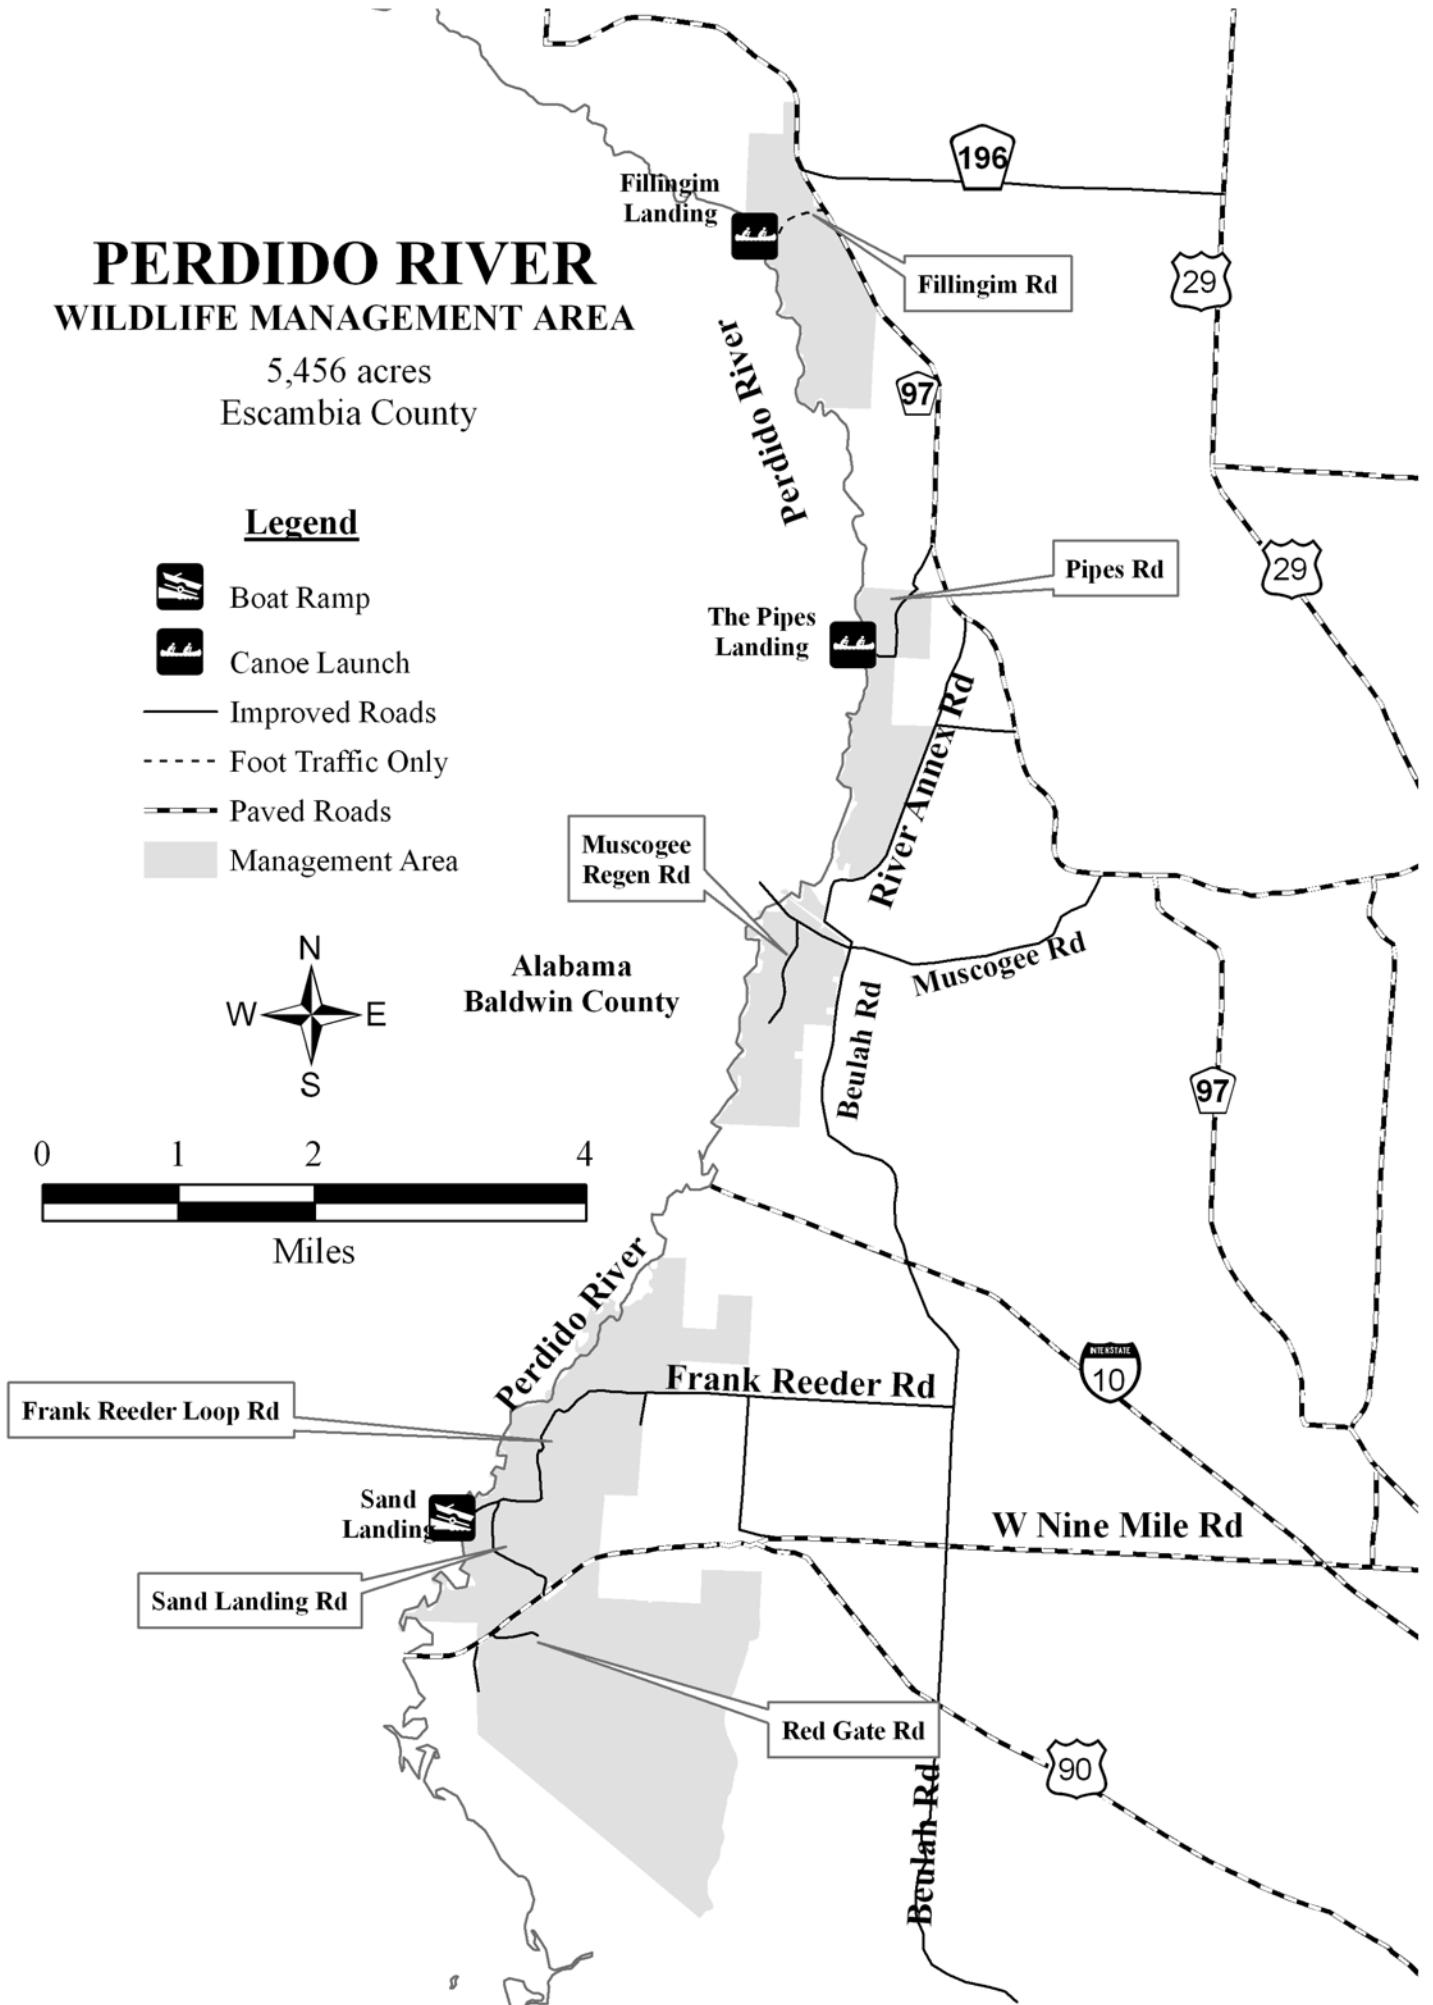 196
Fillingim
Landing
PERDIDO RIVER
WILDLIFE MANAGEMENT AREA
5,456 acres
Escambia County
Fillingim Rd
29
Perdido River
97
Legend
Boat Ramp
Canoe Launch
Improved Roads
Foot Traffic Only
Paved Roads
Management Area
Pipes Rd
29
The Pipes
Landing
River Annex Rd
Muscogee
Regen Rd
Muscogee Rd
Alabama
Baldwin County
N
W E
S
Beulah Rd
97
0 1 2 4
Miles
Perdido River
INTERSTATE
10
Frank Reeder Rd
Frank Reeder Loop Rd
Sand
Landing
W Nine Mile Rd
Sand Landing Rd
Red Gate Rd
90
Beulah Rd